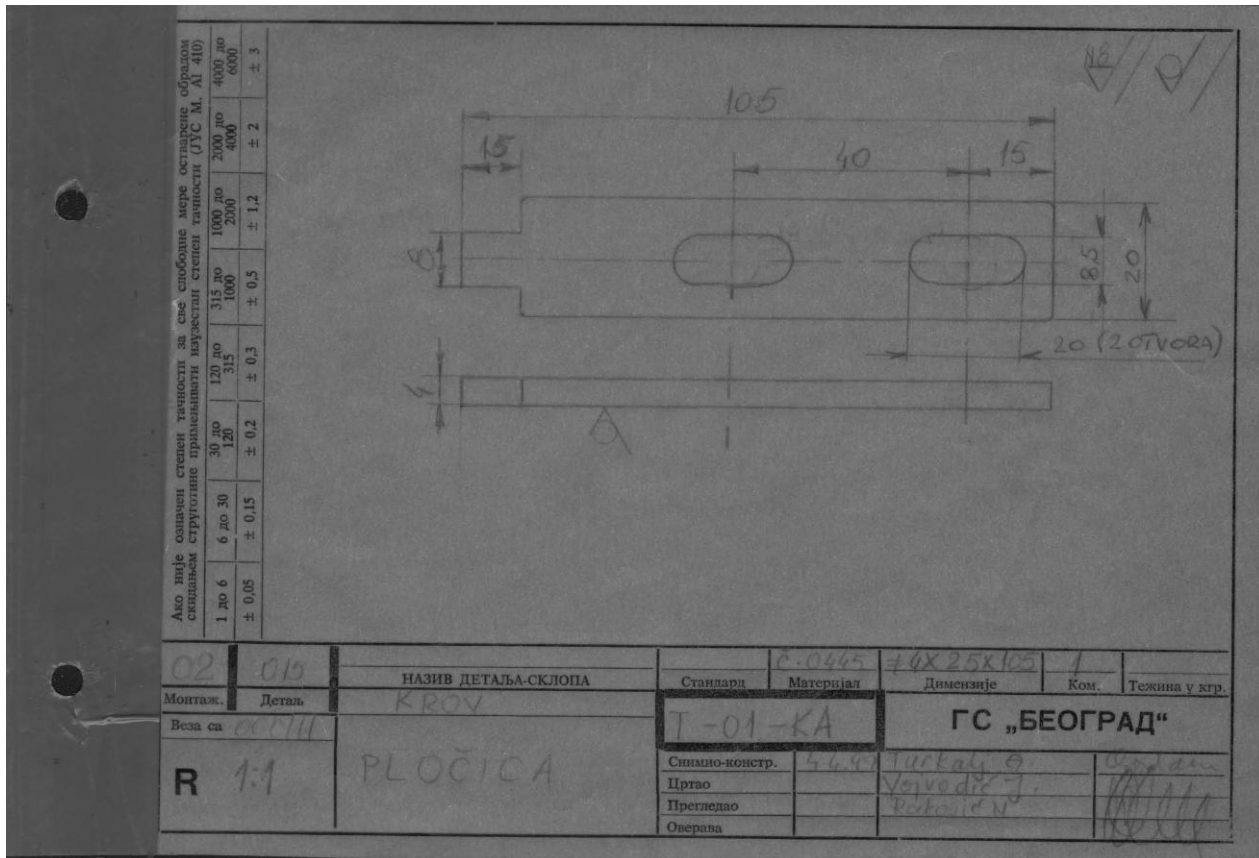 Ако није означен степен тачности за све слободне мере остварене обрадом
скидањем струготине примењивати изузестан степен тачности (ЈУС М. А1 410)
1 до 6
6 до 30
30 до 120
120 до 315
315 до 1000
1000 до 2000
2000 до 4000
4000 до 6000
± 0,05
± 0,15
± 0,2
± 0,3
± 0,5
± 1,2
± 2
± 3
105
15
40
15
8
8,5
20
20 (2 OTVORA)
4
02
015
č.0445
≠4X25X105
1
Монтаж.
Детаљ
НАЗИВ ДЕТАЉА-СКЛОПА
Стандард
Материјал
Димензије
Ком.
Тежина у кгр.
KROV
Веза са
T-01-KA
ГС „БЕОГРАД“
R 1:1
PLOČICA
Снимио-констр.
Turkalj
Цртао
Vojvodić J.
Прегледао
Оверава